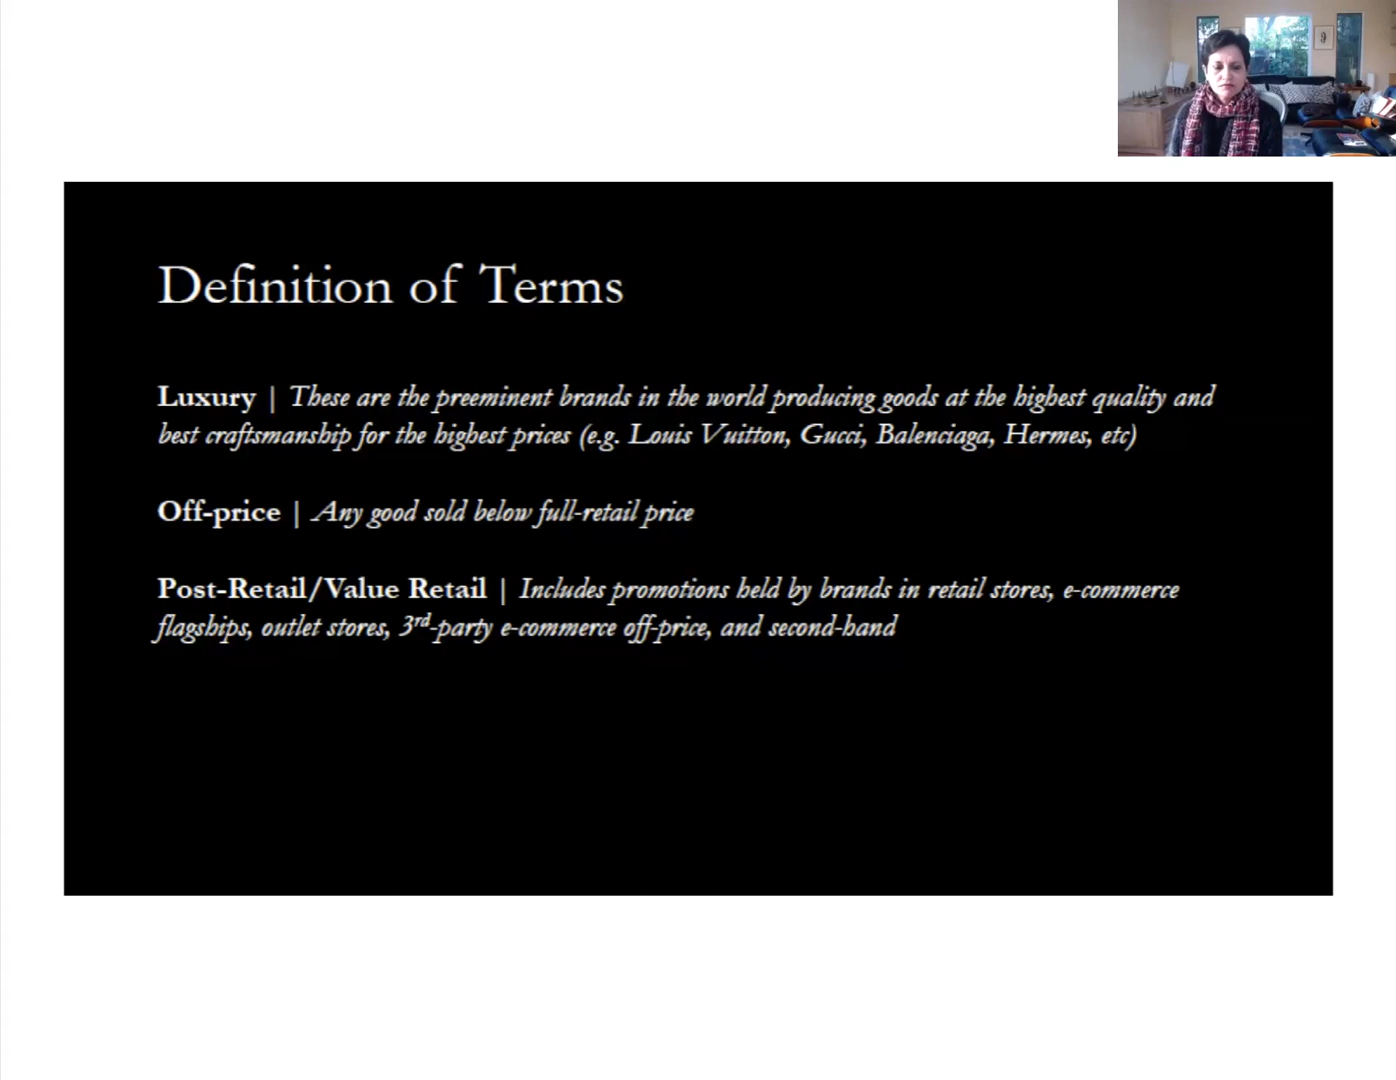 Definition of Terms
Luxury | These are the preeminent brands in the world producing goods at the highest quality and
best craftsmanship for the highest prices (e.g. Louis Vuitton, Gucci, Balenciaga, Hermes, etc)
Off-price | Any good sold below full-retail price
Post-Retail/Value Retail | Includes promotions held by brands in retail stores, e-commerce
flagships, outlet stores, 3rd-party e-commerce off-price, and second-hand